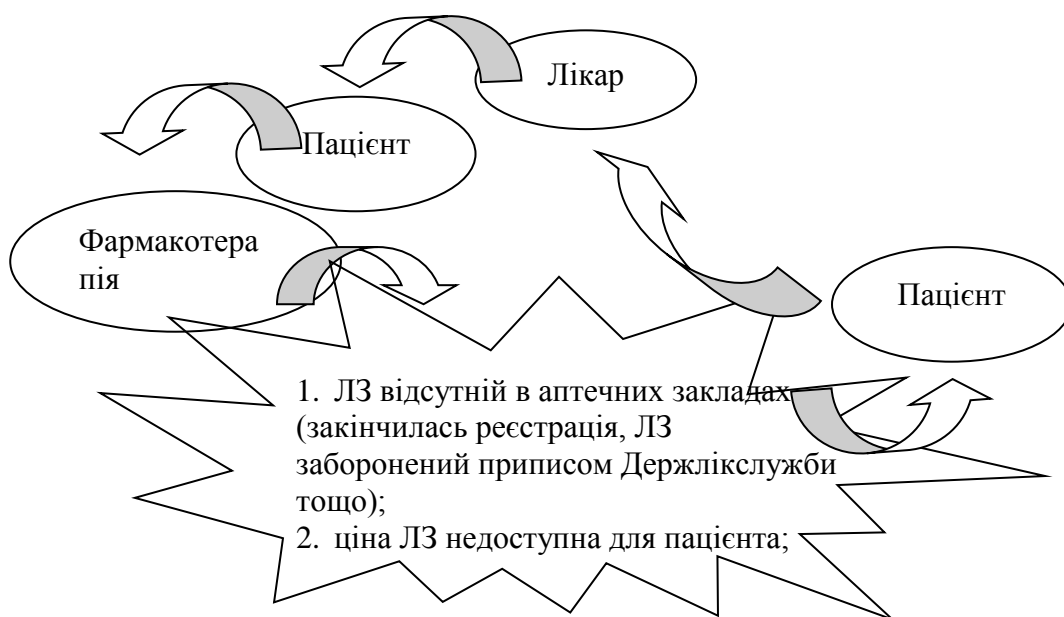 Лікар
Пацієнт
Фармакотера
пія
Пацієнт
1. ЛЗ відсутній в аптечних закладах
(закінчилась реєстрація, ЛЗ
заборонений приписом Держлікслужби
тощо);
2. ціна ЛЗ недоступна для пацієнта;